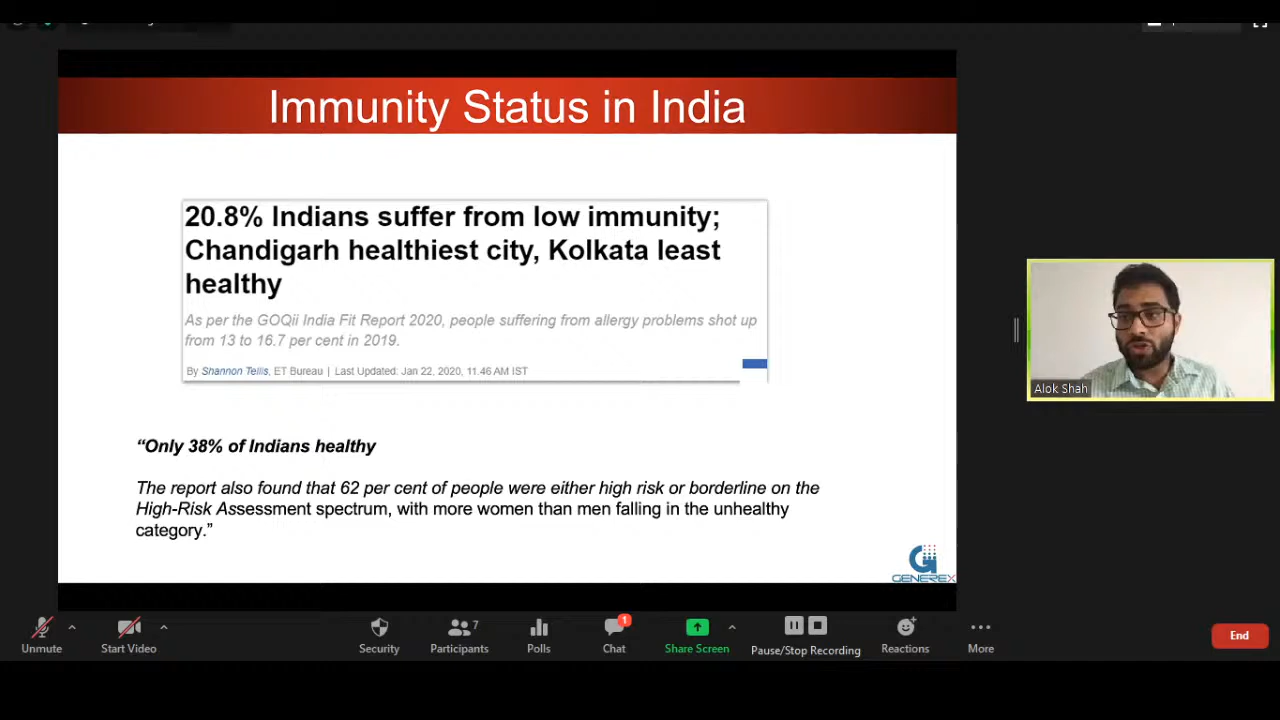 Immunity Status in India
20.8% Indians suffer from low immunity;
Chandigarh healthiest city, Kolkata least
healthy
As per the GOQii India Fit Report 2020, people suffering from allergy problems shot up
from 13 to 16.7 per cent in 2019.
By Shannon Tellis, ET Bureau | Last Updated: Jan 22, 2020, 11.46 AM IST
“Only 38% of Indians healthy
The report also found that 62 per cent of people were either high risk or borderline on the
High-Risk Assessment spectrum, with more women than men falling in the unhealthy
category.”
GENEREX
Alok Shah
Unmute
Start Video
Security
Participants 7
Polls
Chat 1
Share Screen
Pause/Stop Recording
Reactions
More
End